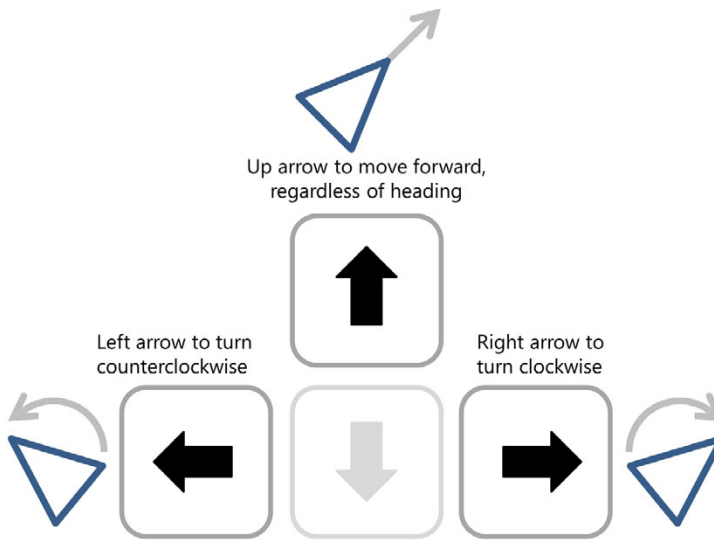 Up arrow to move forward,
regardless of heading
Left arrow to turn
counterclockwise
Right arrow to
turn clockwise